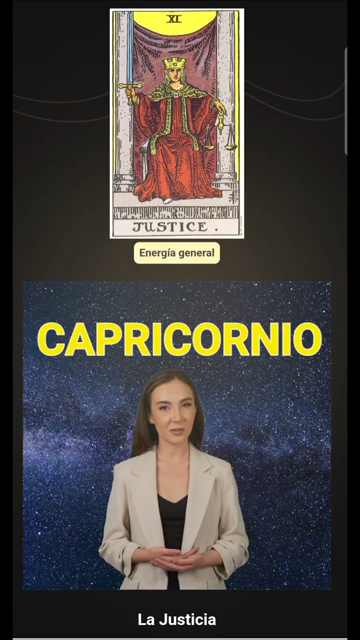 XI
JUSTICE.
Energía general
CAPRICORNIO
La Justicia